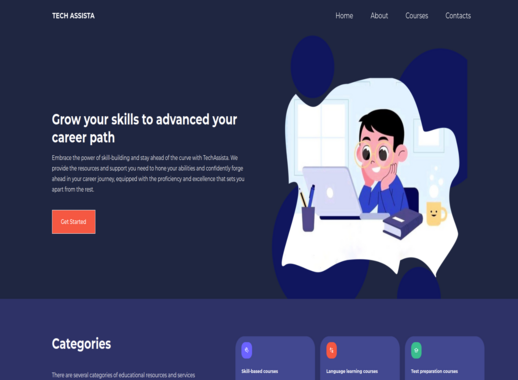 TECH ASSISTA
Home About Courses Contacts
Grow your skills to advanced your
career path
Embrace the power of skill-building and stay ahead of the curve with TechAssista. We
provide the resources and support you need to hone your abilities and confidently forge
ahead in your career journey, equipped with the proficiency and excellence that sets you
apart from the rest.
Get Started
Categories
Skill-based courses
Language learning courses
Test preparation courses
There are several categories of educational resources and services